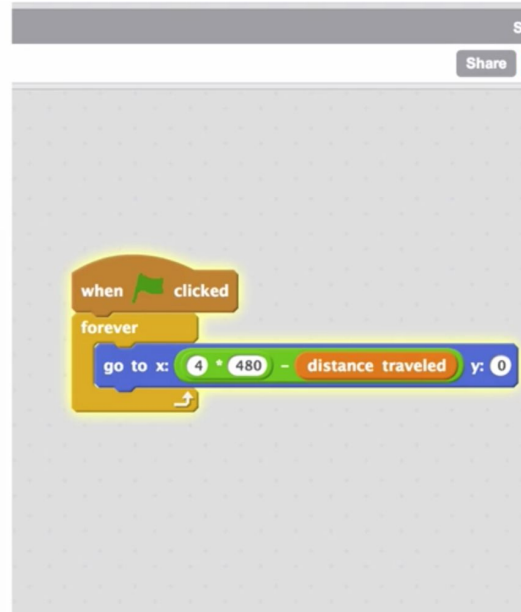 S
Share
when clicked
forever
go to x: 4 * 480 - distance traveled y: 0